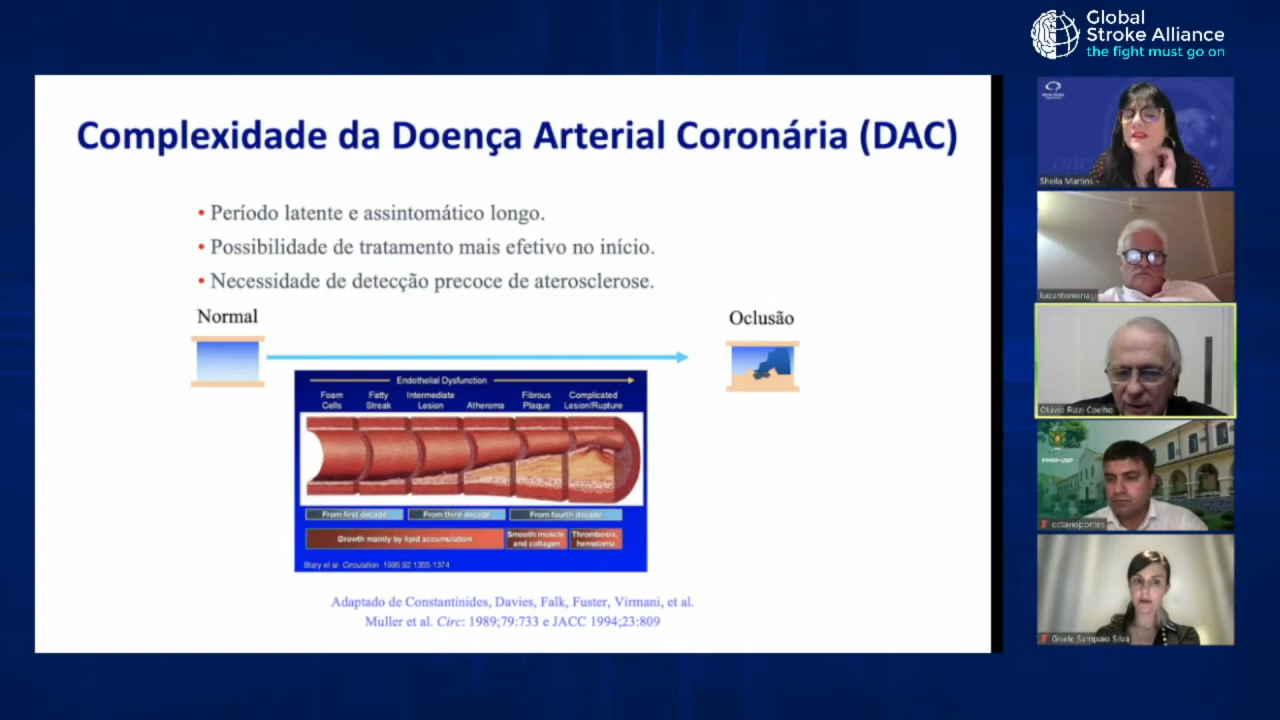 Global
Stroke Alliance
the fight must go on
Complexidade da Doença Arterial Coronária (DAC)
• Período latente e assintomático longo.
• Possibilidade de tratamento mais efetivo no início.
• Necessidade de detecção precoce de aterosclerose.
Normal
Oclusão
Endothelial Dysfunction
Foam Cells
Fatty Streak
Intermediate Lesion
Atheroma
Fibrous Plaque
Complicated Lesion/Rupture
From first decade
From third decade
From fourth decade
Growth mainly by lipid accumulation
Smooth muscle and collagen
Thrombosis, hematoma
Stary et al. Circulation 1995;92:1355-1374
Adaptado de Constantinides, Davies, Falk, Fuster, Virmani, et al.
Muller et al. Circ: 1989;79:733 e JACC 1994;23:809
Sheila Martins
luizantoniona
Otávio Rizzi Coelho
FMRP-USP
octaviopontes
Gisele Sampaio Silva